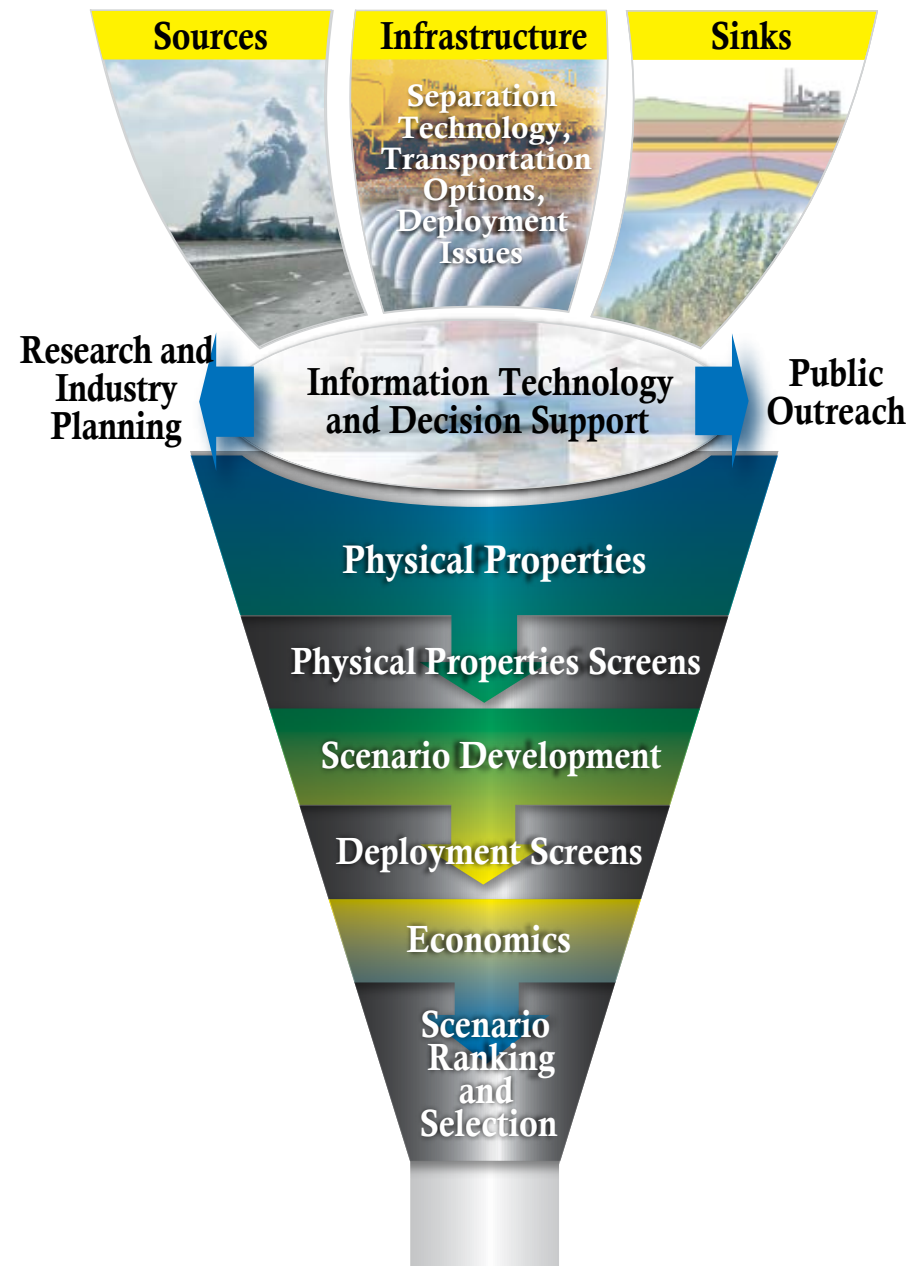 Sources
Infrastructure
Sinks
Separation
Technology,
Transportation
Options,
Deployment
Issues
Research and
Industry
Planning
Information Technology
and Decision Support
Public
Outreach
Physical Properties
Physical Properties Screens
Scenario Development
Deployment Screens
Economics
Scenario
Ranking
and
Selection